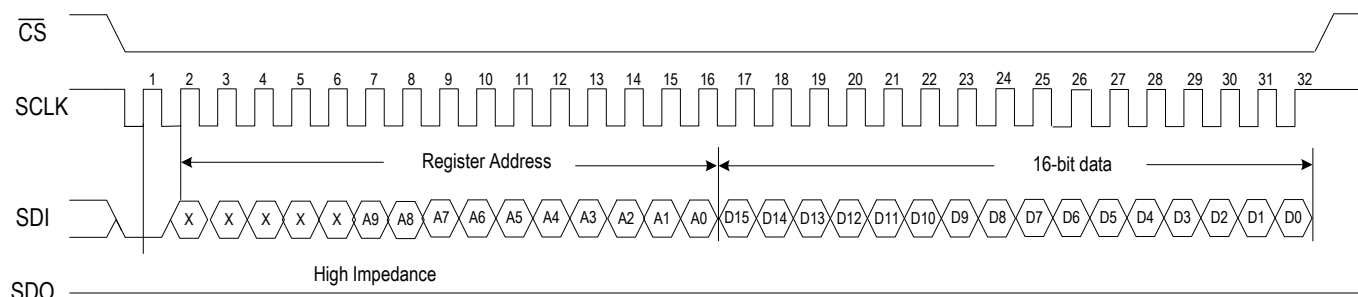 CS
1 2 3 4 5 6 7 8 9 10 11 12 13 14 15 16 17 18 19 20 21 22 23 24 25 26 27 28 29 30 31 32
SCLK
Register Address 16-bit data
SDI X X X X X A9 A8 A7 A6 A5 A4 A3 A2 A1 A0 D15 D14 D13 D12 D11 D10 D9 D8 D7 D6 D5 D4 D3 D2 D1 D0
High Impedance
SDO